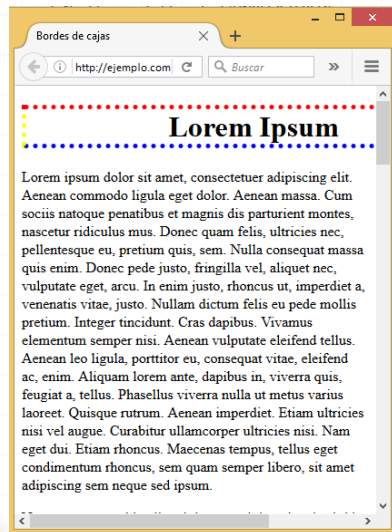 Bordes de cajas
http://ejemplo.com
Buscar
Lorem Ipsum
Lorem ipsum dolor sit amet, consectetuer adipiscing elit.
Aenean commodo ligula eget dolor. Aenean massa. Cum
sociis natoque penatibus et magnis dis parturient montes,
nascetur ridiculus mus. Donec quam felis, ultricies nec,
pellentesque eu, pretium quis, sem. Nulla consequat massa
quis enim. Donec pede justo, fringilla vel, aliquet nec,
vulputate eget, arcu. In enim justo, rhoncus ut, imperdiet a,
venenatis vitae, justo. Nullam dictum felis eu pede mollis
pretium. Integer tincidunt. Cras dapibus. Vivamus
elementum semper nisi. Aenean vulputate eleifend tellus.
Aenean leo ligula, porttitor eu, consequat vitae, eleifend
ac, enim. Aliquam lorem ante, dapibus in, viverra quis,
feugiat a, tellus. Phasellus viverra nulla ut metus varius
laoreet. Quisque rutrum. Aenean imperdiet. Etiam ultricies
nisi vel augue. Curabitur ullamcorper ultricies nisi. Nam
eget dui. Etiam rhoncus. Maecenas tempus, tellus eget
condimentum rhoncus, sem quam semper libero, sit amet
adipiscing sem neque sed ipsum.